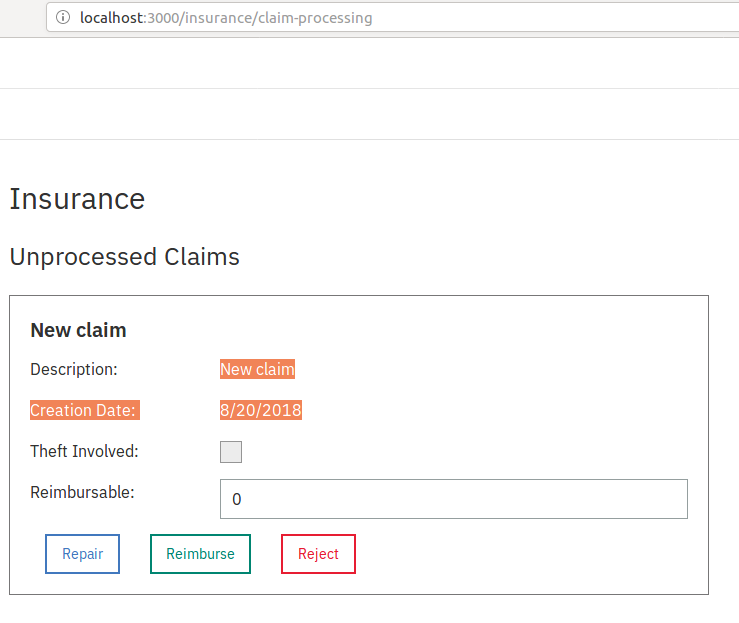 localhost:3000/insurance/claim-processing
Insurance
Unprocessed Claims
New claim
Description: New claim
Creation Date: 8/20/2018
Theft Involved:
Reimbursable: 0
Repair Reimburse Reject